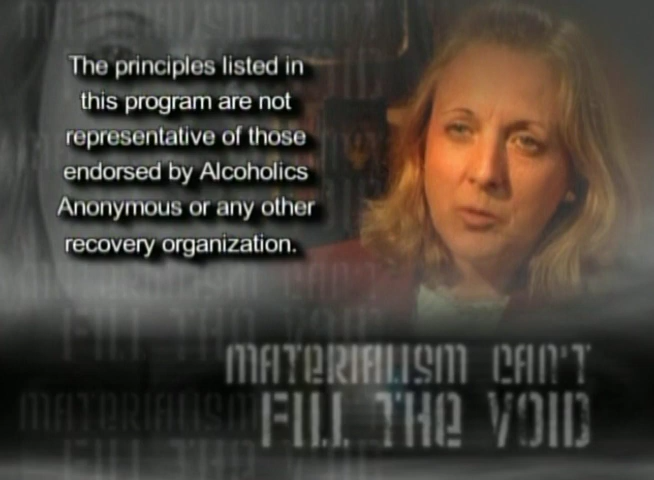 The principles listed in
this program are not
representative of those
endorsed by Alcoholics
Anonymous or any other
recovery organization.
MATERIALISM CAN'T
FILL THE VOID